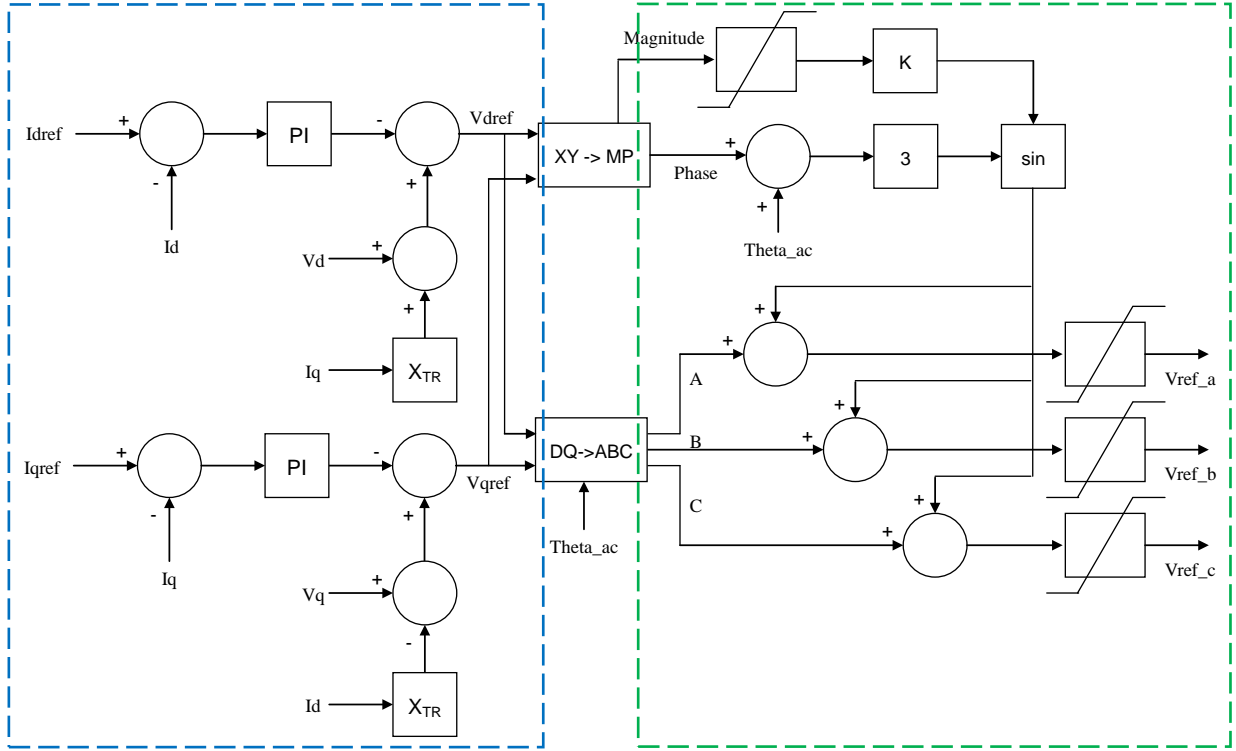 Magnitude
K
Idref
+
-
Id
PI
-
+
Vdref
XY -> MP
Phase
+
+
Theta_ac
3
sin
Vd
+
+
Iq
XTR
+
+
A
Vref_a
Iqref
+
-
Iq
PI
-
+
Vqref
DQ->ABC
Theta_ac
B
+
+
Vref_b
C
+
+
Vref_c
Vq
+
-
Id
XTR